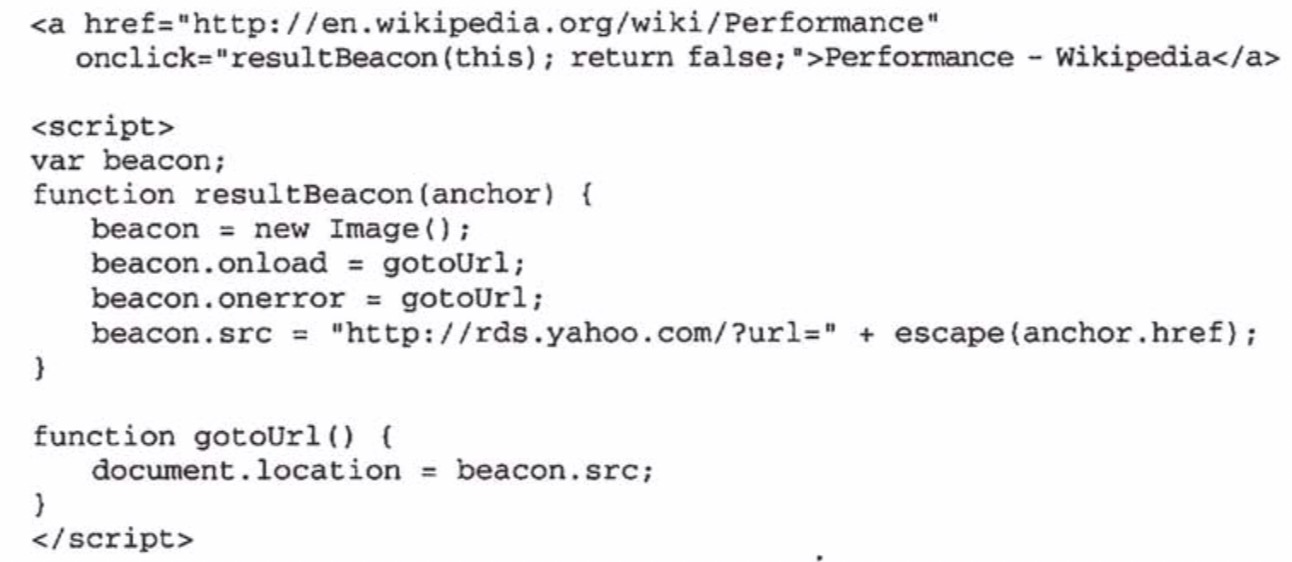 <a href="http://en.wikipedia.org/wiki/Performance"
onclick="resultBeacon(this); return false;">Performance - Wikipedia</a>
<script>
var beacon;
function resultBeacon(anchor) {
beacon = new Image();
beacon.onload = gotoUrl;
beacon.onerror = gotoUrl;
beacon.src = "http://rds.yahoo.com/?url=" + escape(anchor.href);
}
function gotoUrl() {
document.location = beacon.src;
}
</script>